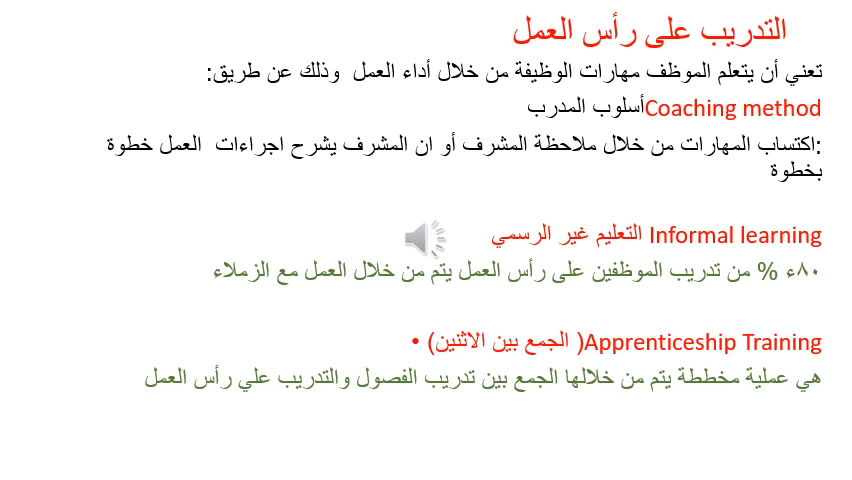 التدريب على رأس العمل
تعني أن يتعلم الموظف مهارات الوظيفة من خلال أداء العمل وذلك عن طريق:
Coaching methodأسلوب المدرب
:اكتساب المهارات من خلال ملاحظة المشرف أو ان المشرف يشرح اجراءات العمل خطوة
بخطوة
Informal learning التعليم غير الرسمي
٨٠ء % من تدريب الموظفين على رأس العمل يتم من خلال العمل مع الزملاء
Apprenticeship Training( الجمع بين الاثنين) •
هي عملية مخططة يتم من خلالها الجمع بين تدريب الفصول والتدريب علي رأس العمل